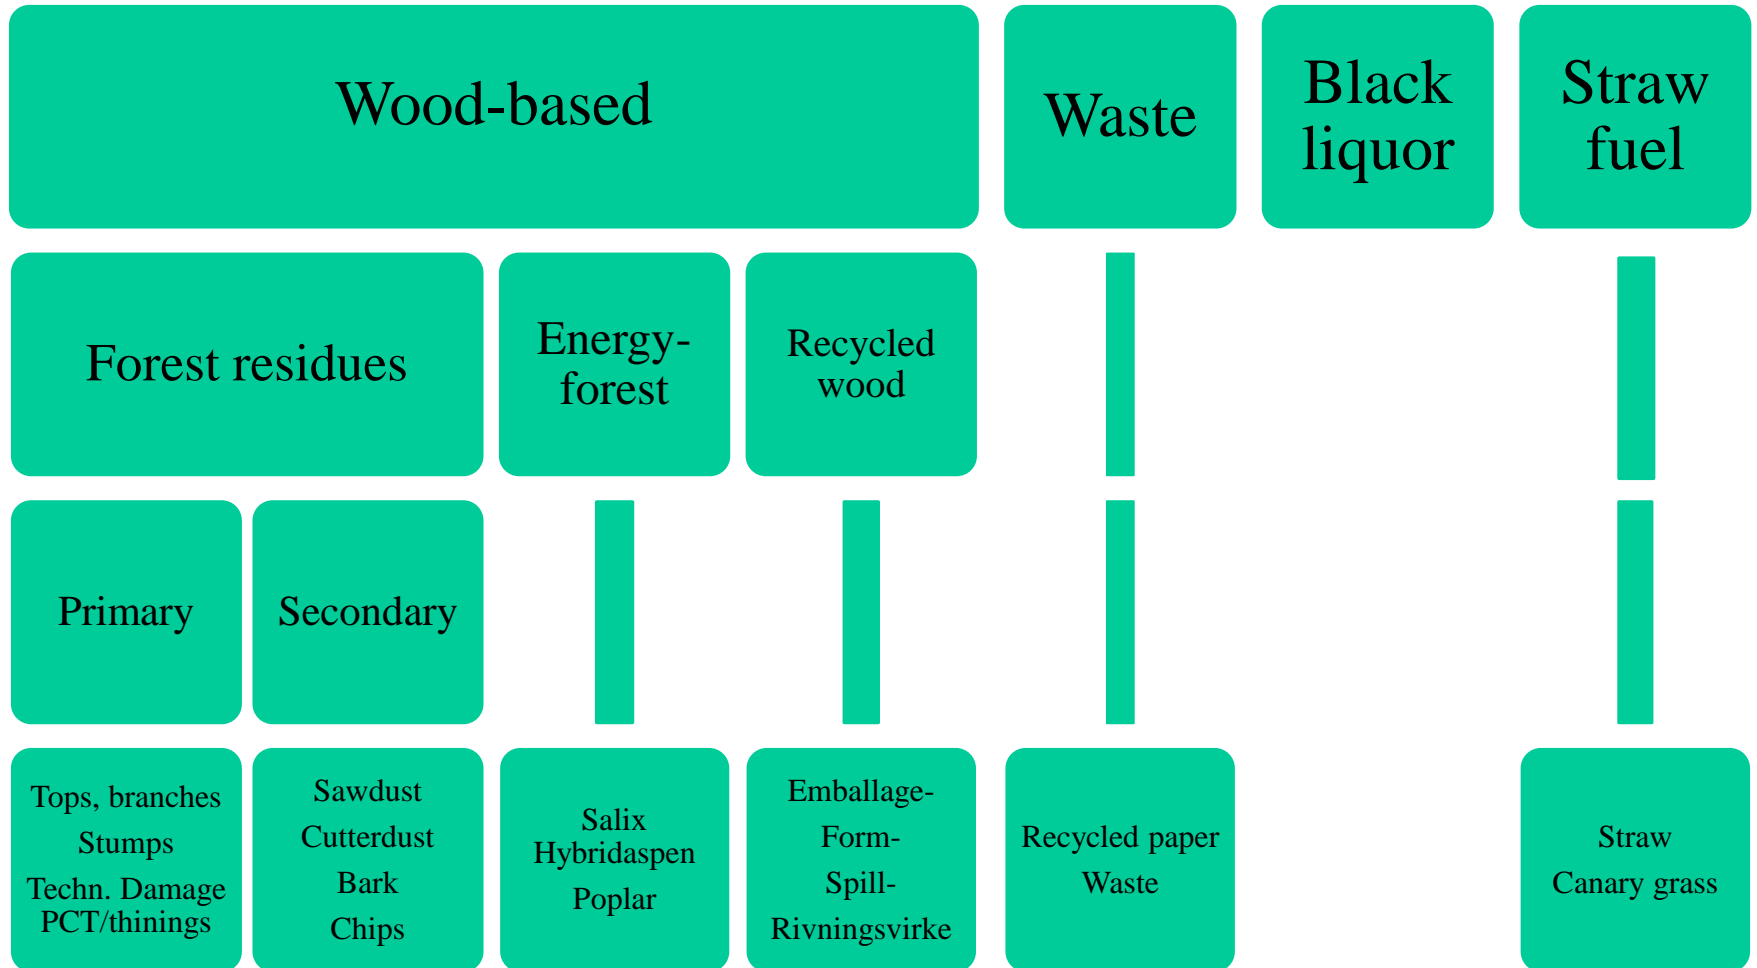 Wood-based
Waste
Black
liquor
Straw
fuel
Forest residues
Energy-
forest
Recycled
wood
Primary
Secondary
Tops, branches
Stumps
Techn. Damage
PCT/thinings
Sawdust
Cutterdust
Bark
Chips
Salix
Hybridaspen
Poplar
Emballage-
Form-
Spill-
Rivningsvirke
Recycled paper
Waste
Straw
Canary grass